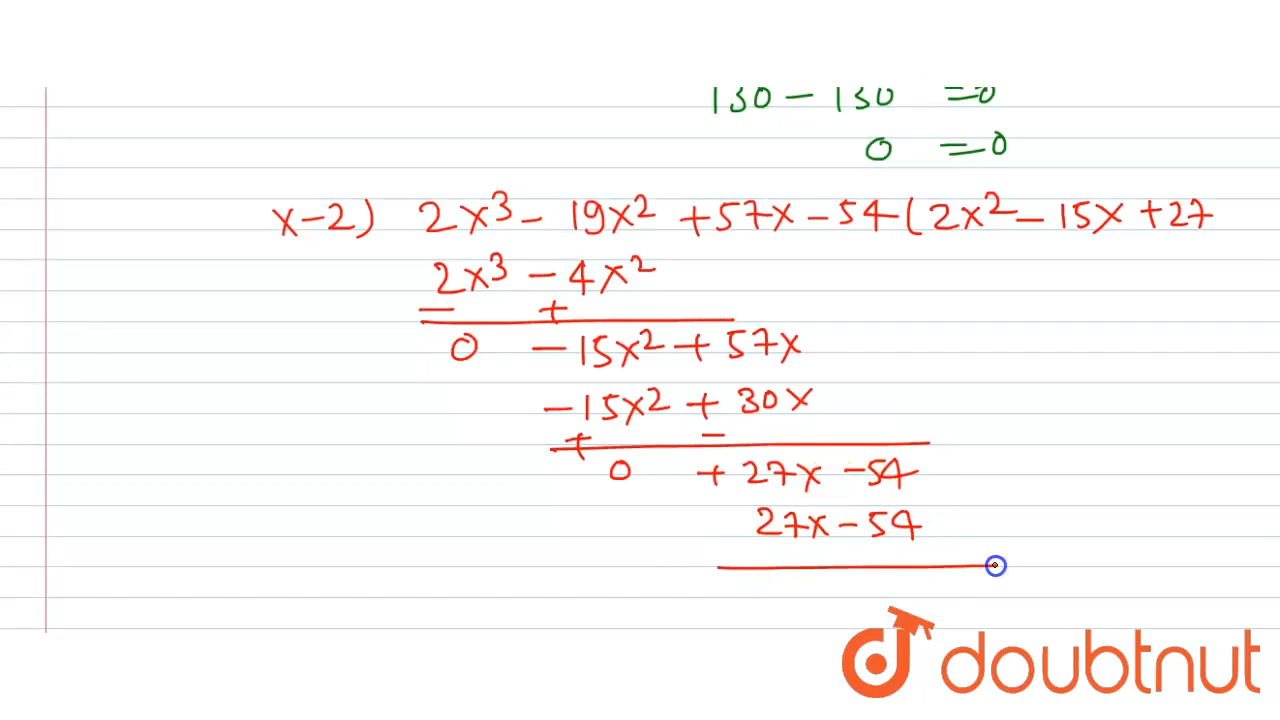 130 - 130 = 0
0 = 0
x-2) 2x³ - 19x² + 57x - 54 (2x² - 15x + 27
2x³ - 4x²
- +
0 - 15x² + 57x
- 15x² + 30x
+ -
0 + 27x - 54
27x - 54
doubtnut